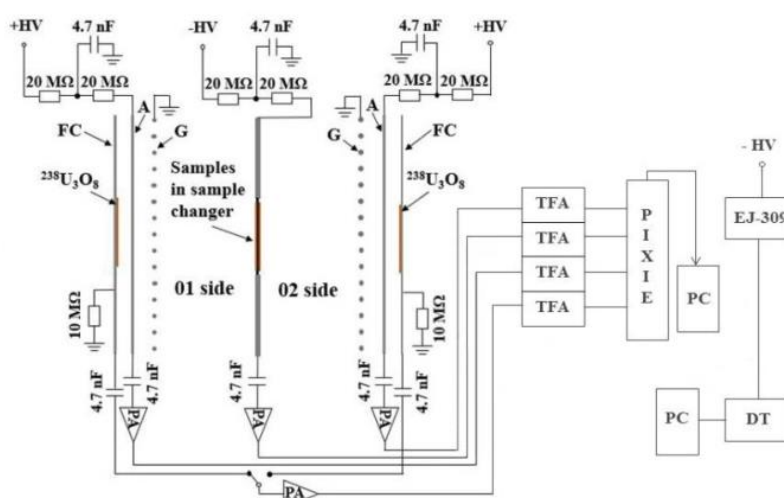 4.7 nF
4.7 nF
4.7 nF
+HV
-HV
+HV
20 MΩ
20 MΩ
20 MΩ
20 MΩ
20 MΩ
20 MΩ
A
A
FC
G
G
FC
- HV
238U3O8
Samples
in sample
changer
238U3O8
TFA
TFA
TFA
TFA
PIXIE
EJ-309
PC
01 side
02 side
10 MΩ
10 MΩ
4.7 nF
4.7 nF
4.7 nF
4.7 nF
4.7 nF
PA
PA
PA
PA
PC
DT